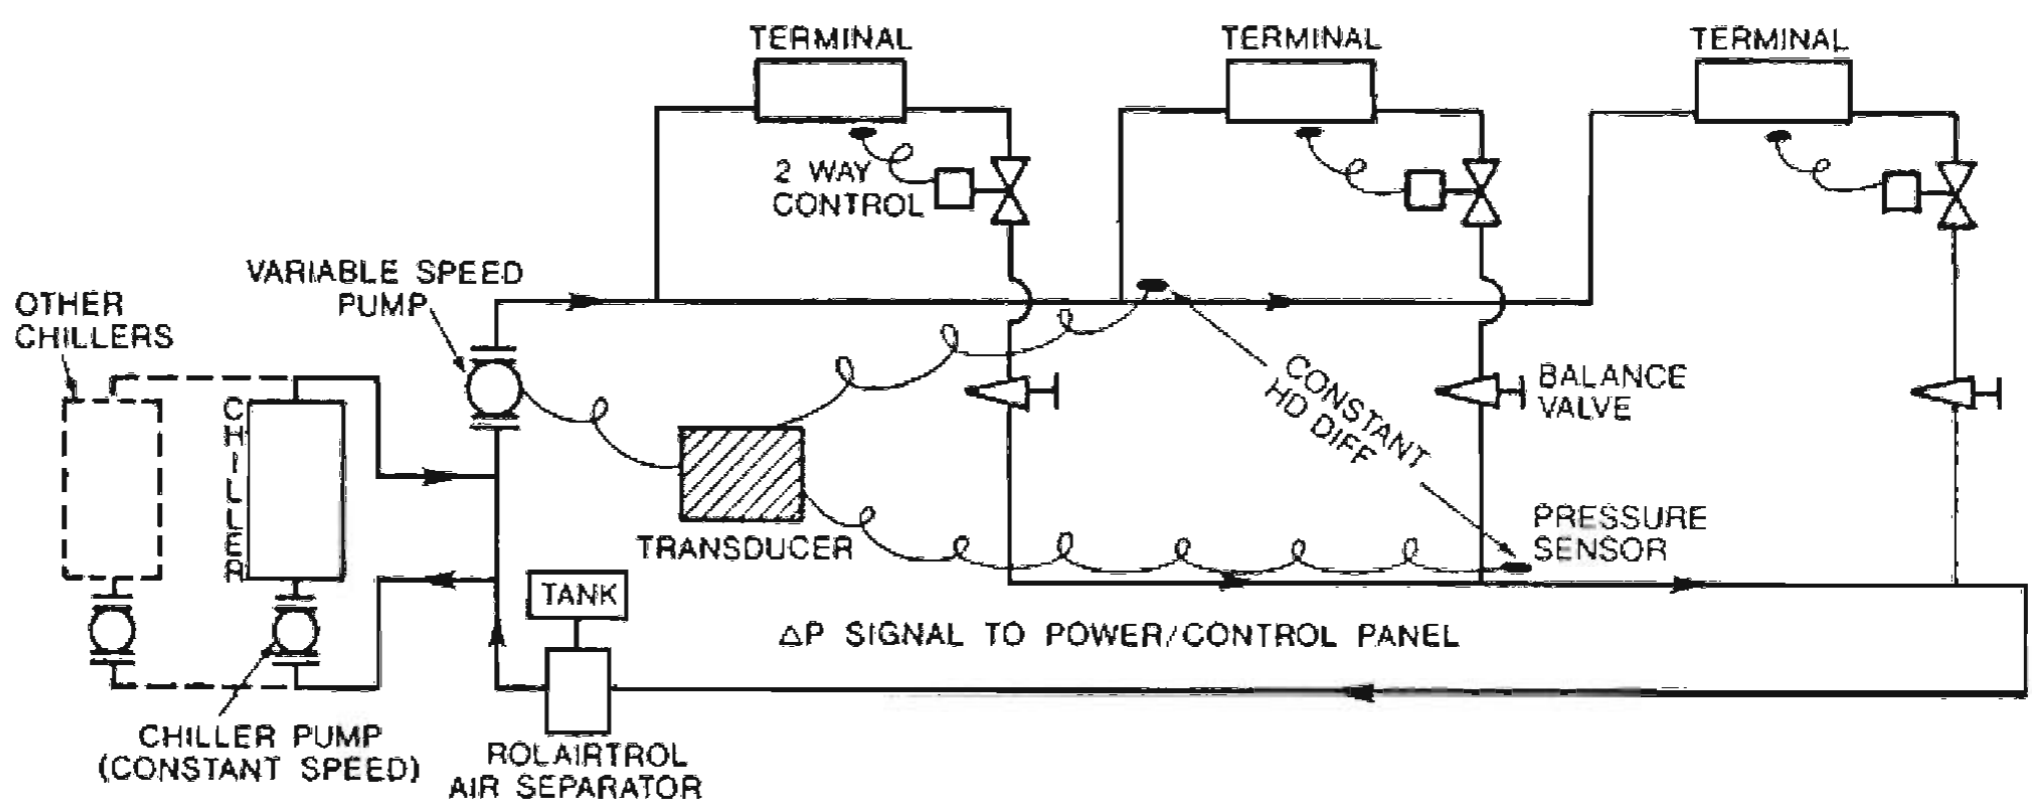 TERMINAL
TERMINAL
TERMINAL
2 WAY
CONTROL
VARIABLE SPEED
PUMP
OTHER
CHILLERS
CHILLER
CONSTANT
HD DIFF
BALANCE
VALVE
TRANSDUCER
PRESSURE
SENSOR
TANK
ΔP SIGNAL TO POWER/CONTROL PANEL
CHILLER PUMP
(CONSTANT SPEED)
ROLAIRTROL
AIR SEPARATOR